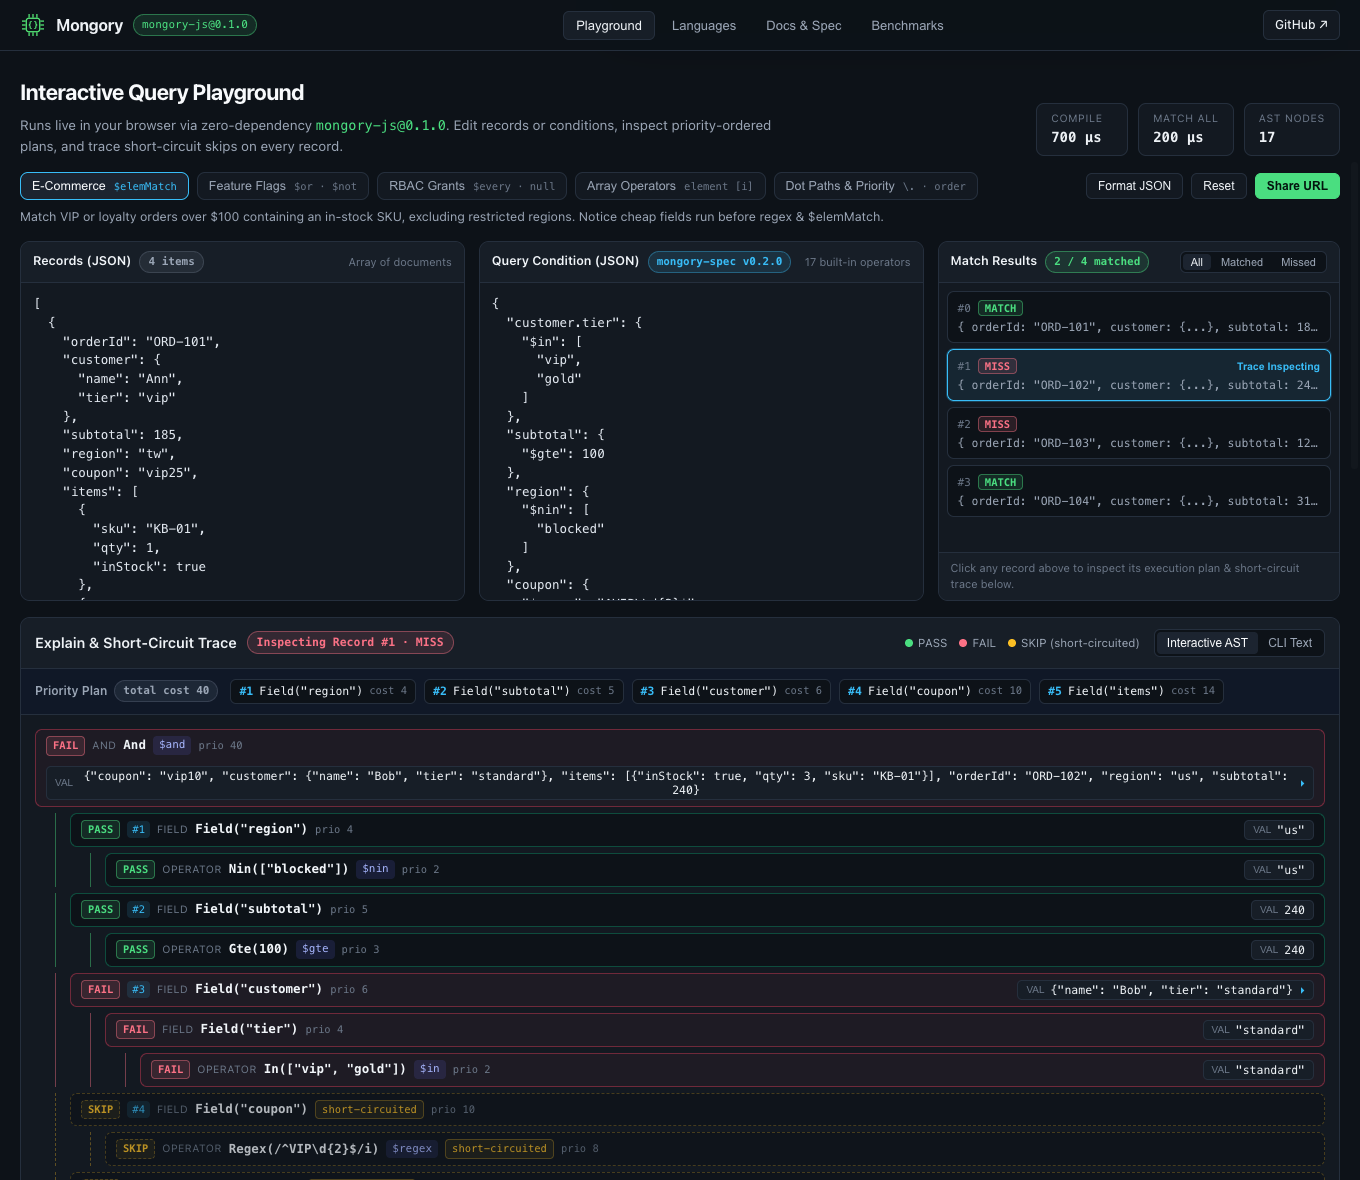 Mongory mongory-js@0.1.0 Playground Languages Docs & Spec Benchmarks GitHub ↗
Interactive Query Playground
Runs live in your browser via zero-dependency mongory-js@0.1.0. Edit records or conditions, inspect priority-ordered
plans, and trace short-circuit skips on every record.
COMPILE
700 µs
MATCH ALL
200 µs
AST NODES
17
E-Commerce $elemMatch
Feature Flags $or · $not
RBAC Grants $every · null
Array Operators element [i]
Dot Paths & Priority \. · order
Format JSON
Reset
Share URL
Match VIP or loyalty orders over $100 containing an in-stock SKU, excluding restricted regions. Notice cheap fields run before regex & $elemMatch.
Records (JSON) 4 items Array of documents
[
{
"orderId": "ORD-101",
"customer": {
"name": "Ann",
"tier": "vip"
},
"subtotal": 185,
"region": "tw",
"coupon": "vip25",
"items": [
{
"sku": "KB-01",
"qty": 1,
"inStock": true
},
Query Condition (JSON) mongory-spec v0.2.0 17 built-in operators
{
"customer.tier": {
"$in": [
"vip",
"gold"
]
},
"subtotal": {
"$gte": 100
},
"region": {
"$nin": [
"blocked"
]
},
"coupon": {
Match Results 2 / 4 matched All Matched Missed
#0 MATCH
{ orderId: "ORD-101", customer: {...}, subtotal: 18…
#1 MISS Trace Inspecting
{ orderId: "ORD-102", customer: {...}, subtotal: 24…
#2 MISS
{ orderId: "ORD-103", customer: {...}, subtotal: 12…
#3 MATCH
{ orderId: "ORD-104", customer: {...}, subtotal: 31…
Click any record above to inspect its execution plan & short-circuit
trace below.
Explain & Short-Circuit Trace Inspecting Record #1 · MISS PASS FAIL SKIP (short-circuited) Interactive AST CLI Text
Priority Plan total cost 40 #1 Field("region") cost 4 #2 Field("subtotal") cost 5 #3 Field("customer") cost 6 #4 Field("coupon") cost 10 #5 Field("items") cost 14
FAIL AND And $and prio 40
VAL {"coupon": "vip10", "customer": {"name": "Bob", "tier": "standard"}, "items": [{"inStock": true, "qty": 3, "sku": "KB-01"}], "orderId": "ORD-102", "region": "us", "subtotal":
240}
PASS #1 FIELD Field("region") prio 4 VAL "us"
PASS OPERATOR Nin(["blocked"]) $nin prio 2 VAL "us"
PASS #2 FIELD Field("subtotal") prio 5 VAL 240
PASS OPERATOR Gte(100) $gte prio 3 VAL 240
FAIL #3 FIELD Field("customer") prio 6 VAL {"name": "Bob", "tier": "standard"}
FAIL FIELD Field("tier") prio 4 VAL "standard"
FAIL OPERATOR In(["vip", "gold"]) $in prio 2 VAL "standard"
SKIP #4 FIELD Field("coupon") short-circuited prio 10
SKIP OPERATOR Regex(/^VIP\d{2}$/i) $regex short-circuited prio 8